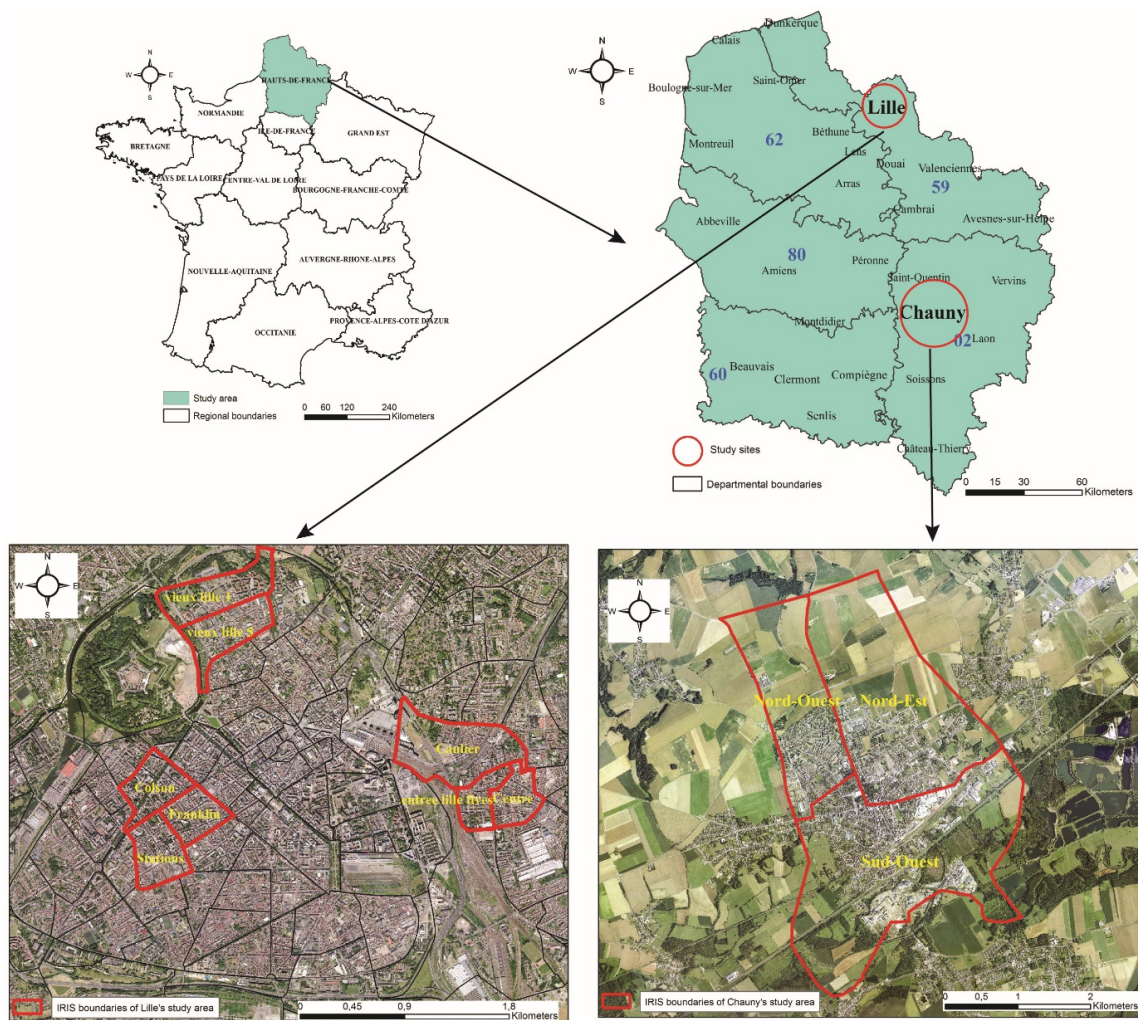 N
W E
S
HAUTS-DE-FRANCE
NORMANDIE
ILE-DE-FRANCE
GRAND EST
BRETAGNE
PAYS DE LA LOIRE
CENTRE-VAL DE LOIRE
BOURGOGNE-FRANCHE-COMTÉ
NOUVELLE-AQUITAINE
AUVERGNE-RHONE-ALPES
OCCITANIE
PROVENCE-ALPES-COTE D'AZUR
Study area
Regional boundaries
0 60 120 240
Kilometers
N
W E
S
Dunkerque
Calais
Saint-Omer
Boulogne-sur-Mer
Lille
62
Béthune
Montreuil
Lens
Douai
Valenciennes
Arras
59
Cambrai
Abbeville
Avesnes-sur-Helpe
80
Péronne
Amiens
Saint-Quentin
Vervins
Chauny
Montdidier
02
Laon
60
Beauvais
Clermont
Compiègne
Soissons
Senlis
Château-Thierry
Study sites
Departmental boundaries
0 15 30 60
Kilometers
N
W E
S
vieux lille 5
Caulier
entree lille fives
Centre
Colson
Franklin
Stations
IRIS boundaries of Lille's study area
0 0,45 0.9 1,8
Kilometers
N
W E
S
Nord-Ouest
Nord-Est
Sud-Ouest
IRIS boundaries of Chauny's study area
0 0,5 1 2
Kilometers